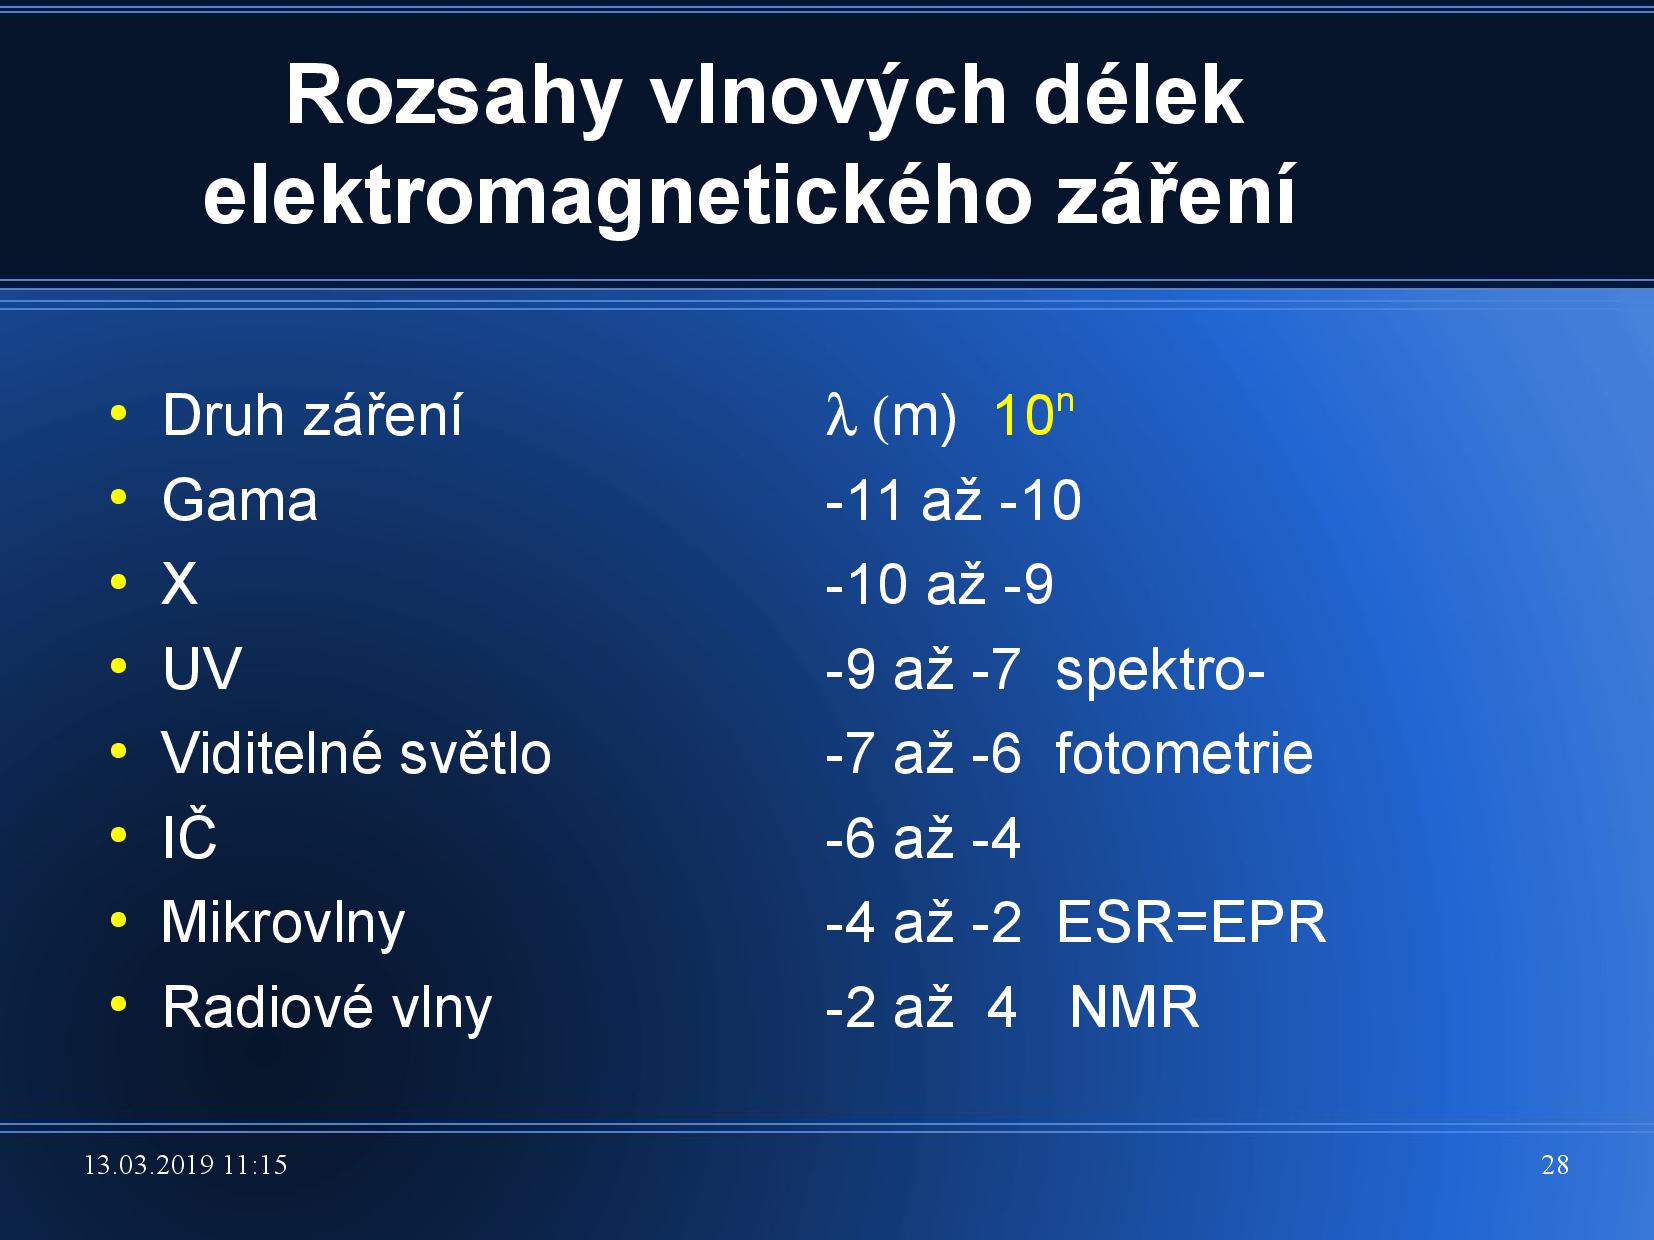 Rozsahy vlnových délek
elektromagnetického záření
• Druh záření λ (m) 10ⁿ
• Gama -11 až -10
• X -10 až -9
• UV -9 až -7 spektro-
• Viditelné světlo -7 až -6 fotometrie
• IČ -6 až -4
• Mikrovlny -4 až -2 ESR=EPR
• Radiové vlny -2 až 4 NMR
13.03.2019 11:15 28